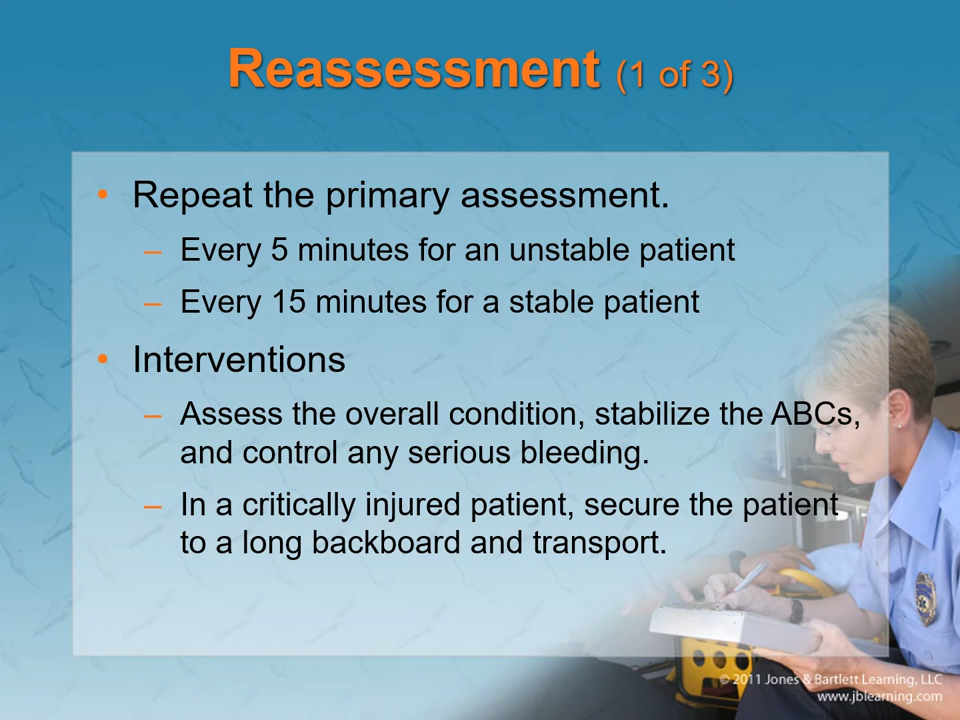 Reassessment (1 of 3)
• Repeat the primary assessment.
– Every 5 minutes for an unstable patient
– Every 15 minutes for a stable patient
• Interventions
– Assess the overall condition, stabilize the ABCs,
and control any serious bleeding.
– In a critically injured patient, secure the patient
to a long backboard and transport.
© 2011 Jones & Bartlett Learning, LLC
www.jblearning.com